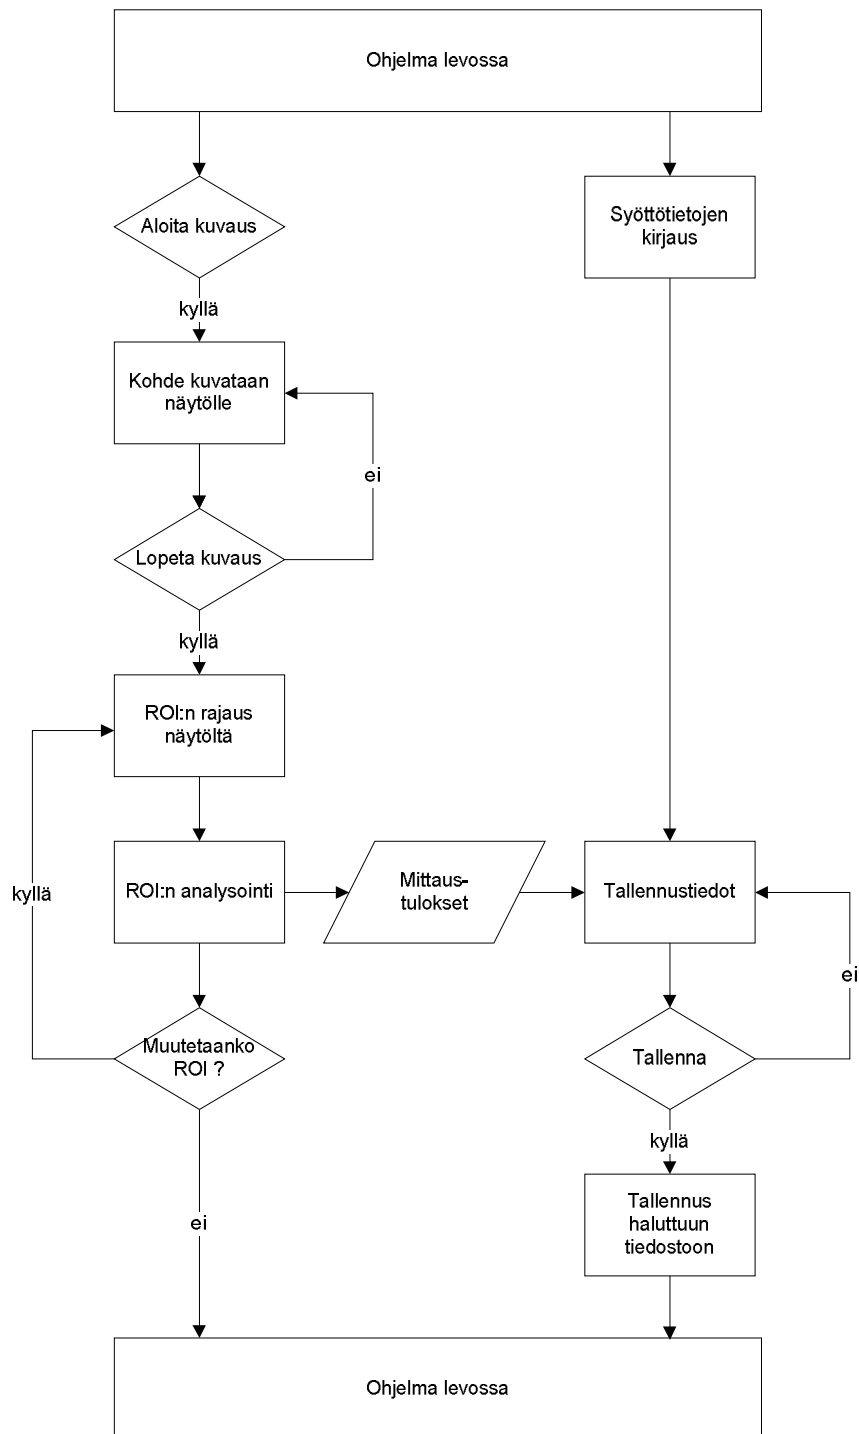 Ohjelma levossa
Aloita kuvaus
Syöttötietojen
kirjaus
kyllä
Kohde kuvataan
näytölle
ei
Lopeta kuvaus
kyllä
ROI:n rajaus
näytöltä
kyllä
ROI:n analysointi
Mittaus-
tulokset
Tallennustiedot
ei
Muutetaanko
ROI ?
Tallenna
kyllä
ei
Tallennus
haluttuun
tiedostoon
Ohjelma levossa